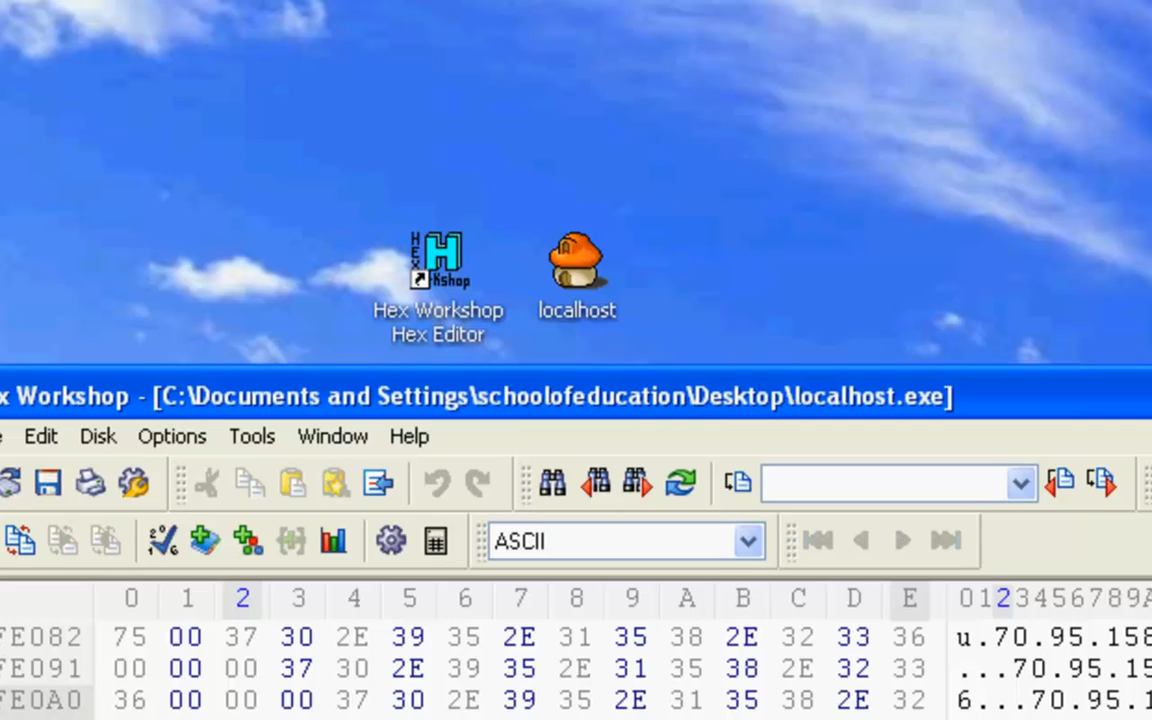 Hex Workshop
Hex Editor
localhost
x Workshop - [C:\Documents and Settings\schoolofeducation\Desktop\localhost.exe]
Edit Disk Options Tools Window Help
ASCII
0 1 2 3 4 5 6 7 8 9 A B C D E 0123456789A
FE082 75 00 37 30 2E 39 35 2E 31 35 38 2E 32 33 36 u.70.95.158
FE091 00 00 00 37 30 2E 39 35 2E 31 35 38 2E 32 33 ...70.95.15
FE0A0 36 00 00 00 37 30 2E 39 35 2E 31 35 38 2E 32 6...70.95.1